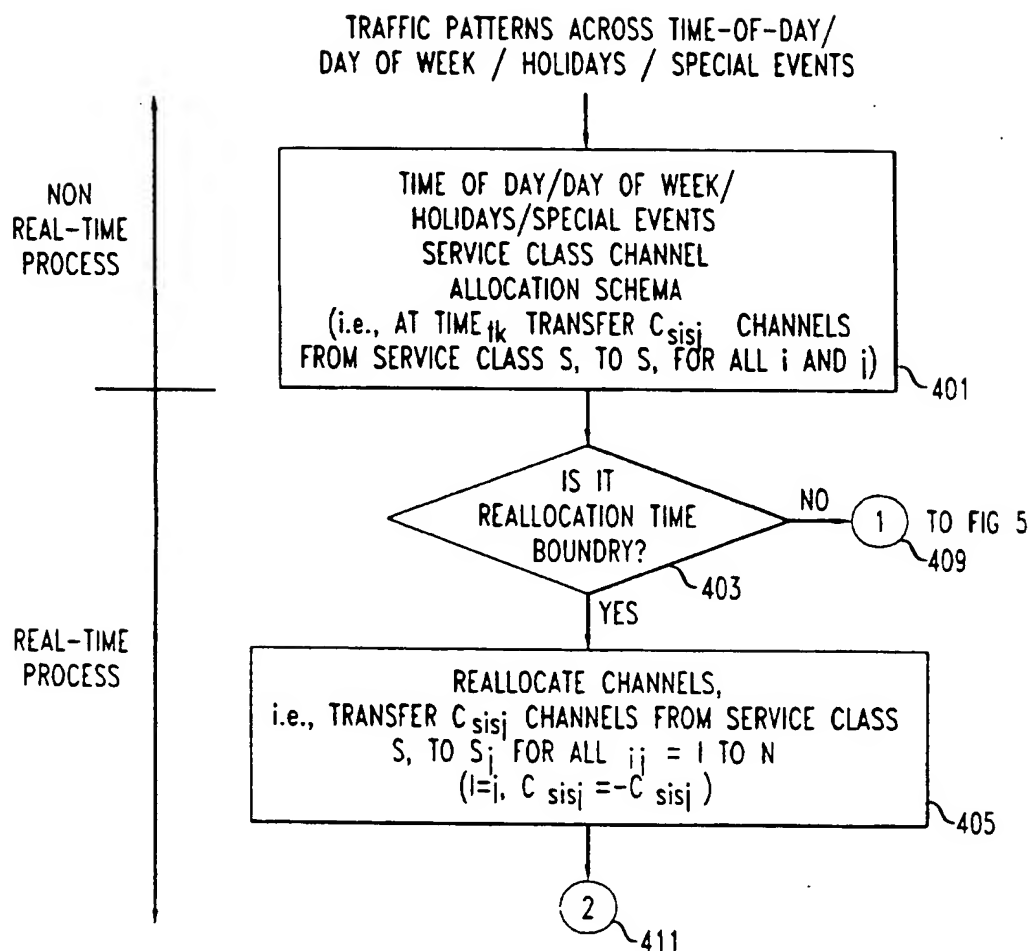 TRAFFIC PATTERNS ACROSS TIME-OF-DAY/
DAY OF WEEK / HOLIDAYS / SPECIAL EVENTS
NON
REAL-TIME
PROCESS
TIME OF DAY/DAY OF WEEK/
HOLIDAYS/SPECIAL EVENTS
SERVICE CLASS CHANNEL
ALLOCATION SCHEMA
(i.e., AT TIME tk TRANSFER C sisj CHANNELS
FROM SERVICE CLASS S, TO S, FOR ALL i AND j)
401
IS IT
REALLOCATION TIME
BOUNDRY?
403
NO
1
TO FIG 5
409
YES
REAL-TIME
PROCESS
REALLOCATE CHANNELS,
i.e., TRANSFER C sisj CHANNELS FROM SERVICE CLASS
S, TO S j FOR ALL ij = I TO N
(I=j, C sisj =-C sisj )
405
2
411